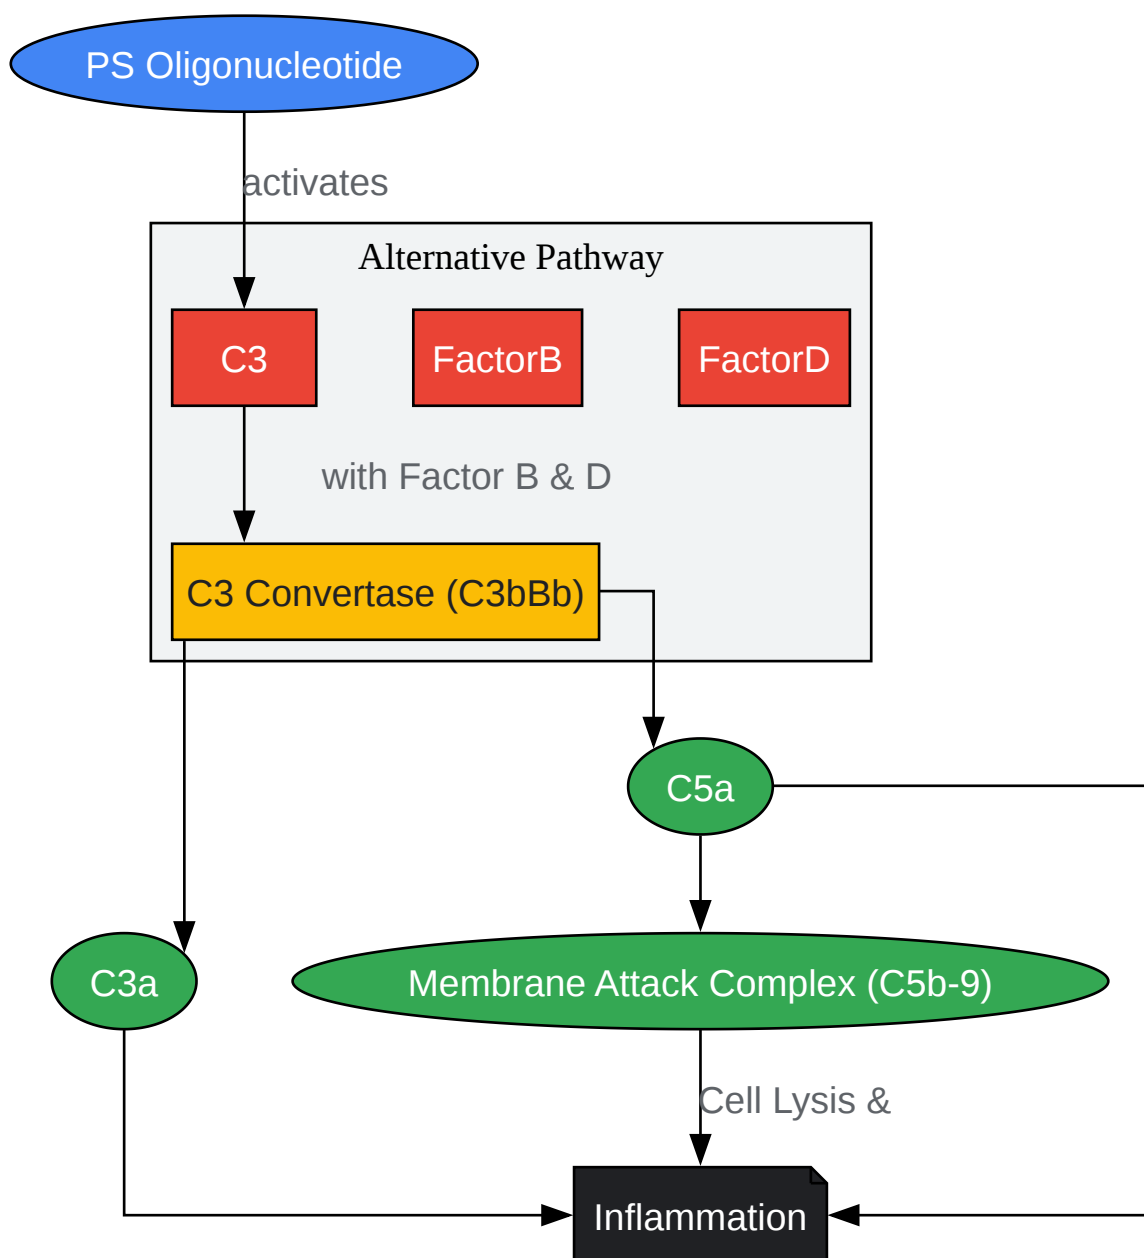 PS Oligonucleotide
activates
Alternative Pathway
C3
FactorB
FactorD
with Factor B & D
C3 Convertase (C3bBb)
C5a
C3a
Membrane Attack Complex (C5b-9)
Cell Lysis &
Inflammation